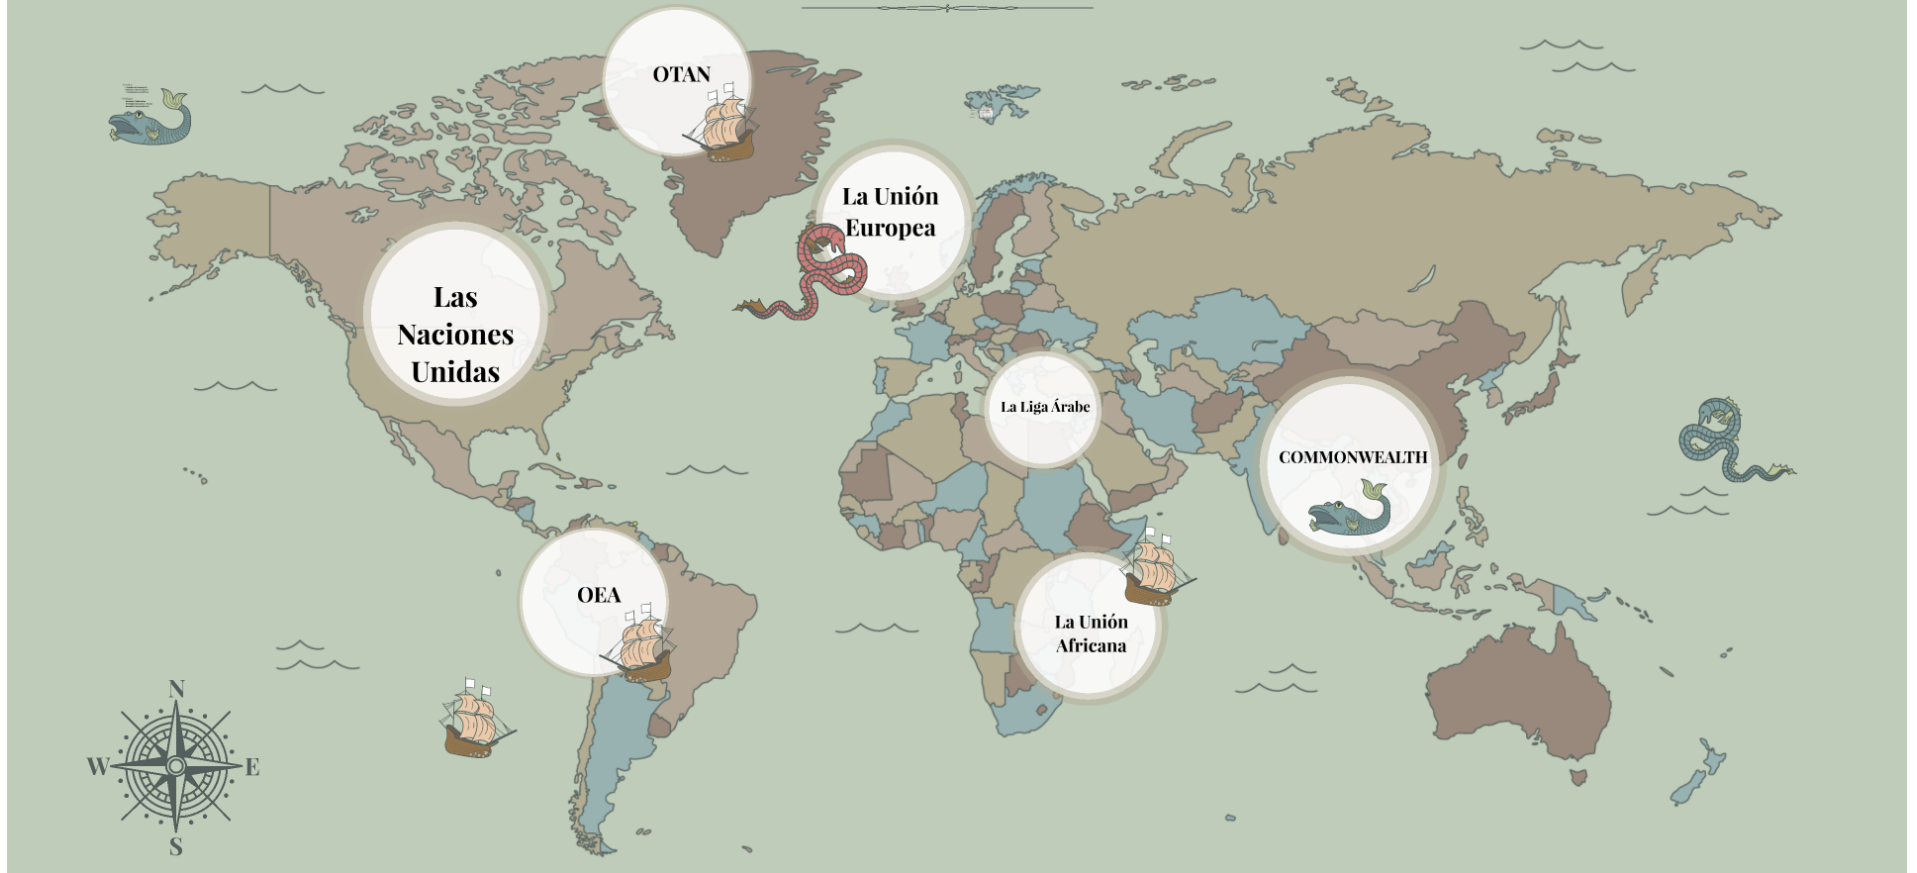 OTAN
La Unión
Europea
Las
Naciones
Unidas
La Liga Árabe
COMMONWEALTH
OEA
La Unión
Africana
N
W
E
S